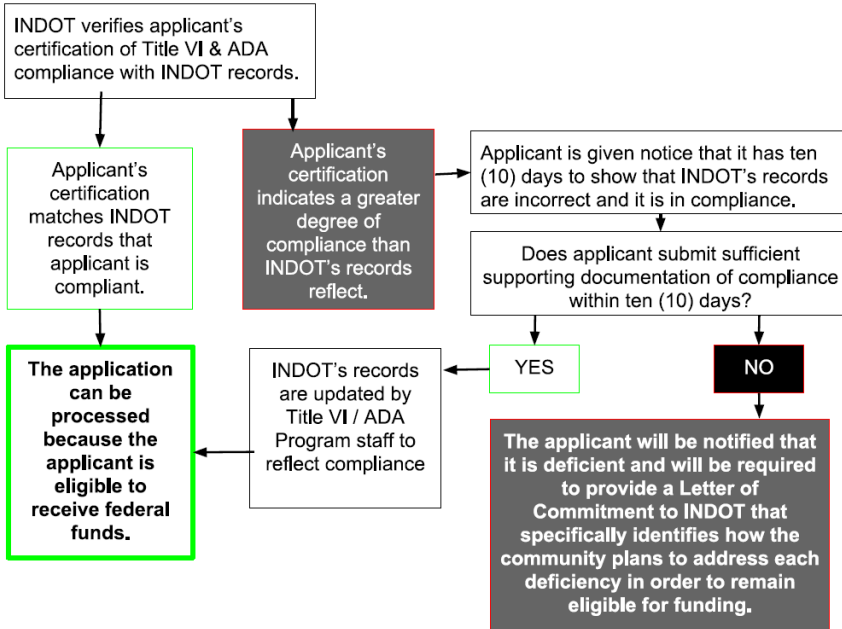 INDOT verifies applicant's
certification of Title VI & ADA
compliance with INDOT records.
Applicant's
certification
matches INDOT
records that
applicant is
compliant.
Applicant's
certification
indicates a greater
degree of
compliance than
INDOT's records
reflect.
Applicant is given notice that it has ten
(10) days to show that INDOT's records
are incorrect and it is in compliance.
Does applicant submit sufficient
supporting documentation of compliance
within ten (10) days?
YES
NO
INDOT's records
are updated by
Title VI / ADA
Program staff to
reflect compliance
The application
can be
processed
because the
applicant is
eligible to
receive federal
funds.
The applicant will be notified that
it is deficient and will be required
to provide a Letter of
Commitment to INDOT that
specifically identifies how the
community plans to address each
deficiency in order to remain
eligible for funding.